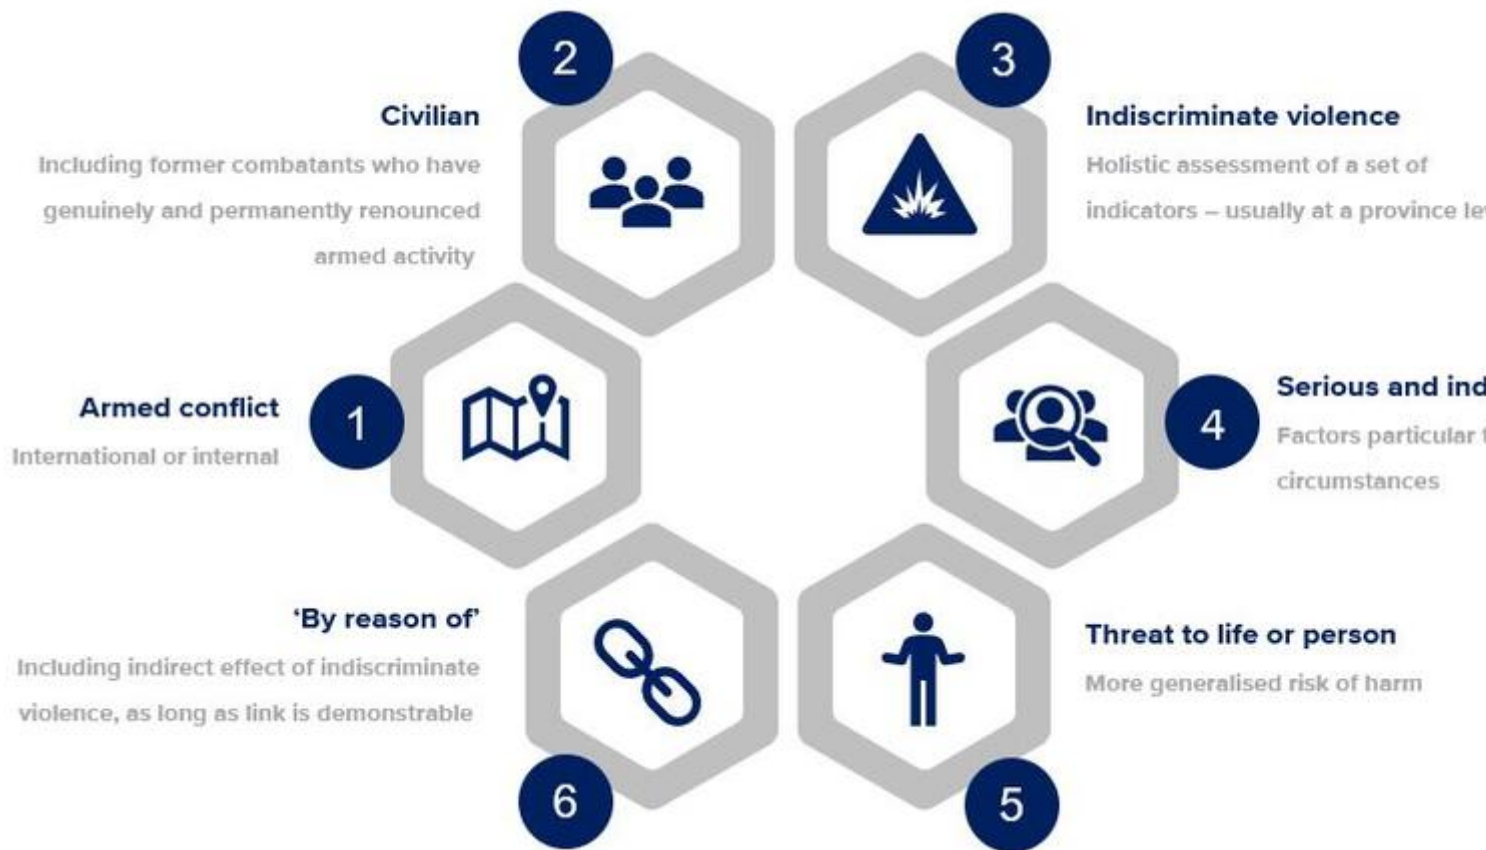 1
Armed conflict
International or internal
2
Civilian
Including former combatants who have
genuinely and permanently renounced
armed activity
3
Indiscriminate violence
Holistic assessment of a set of
indicators – usually at a province
4
Serious and
Factors particular
circumstances
5
Threat to life or person
More generalised risk of harm
6
‘By reason of’
Including indirect effect of indiscriminate
violence, as long as link is demonstrable